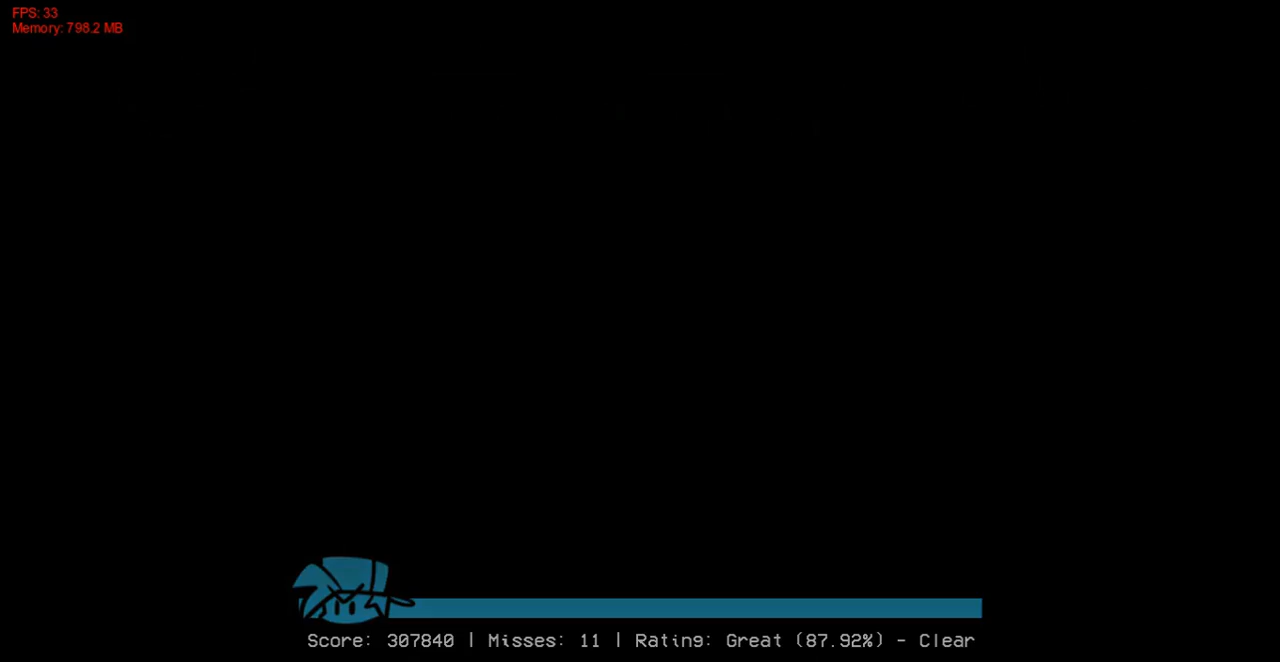 FPS: 33
Memory: 798.2 MB
Score: 307840 | Misses: 11 | Rating: Great (87.92%) - Clear